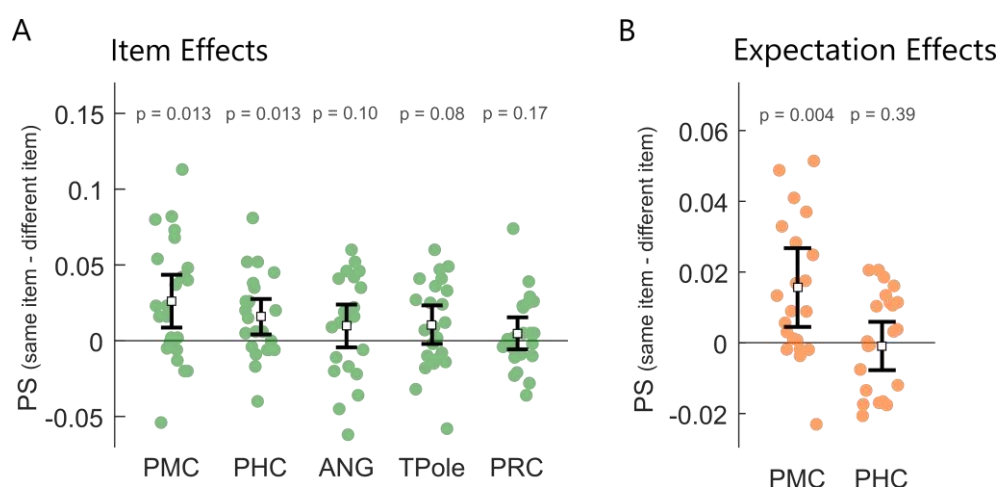 A
Item Effects
PS (same item - different item)
0.15
0.1
0.05
0
-0.05
p = 0.013
p = 0.013
p = 0.10
p = 0.08
p = 0.17
PMC
PHC
ANG
TPole
PRC
B
Expectation Effects
PS (same item - different item)
0.06
0.04
0.02
0
-0.02
p = 0.004
p = 0.39
PMC
PHC